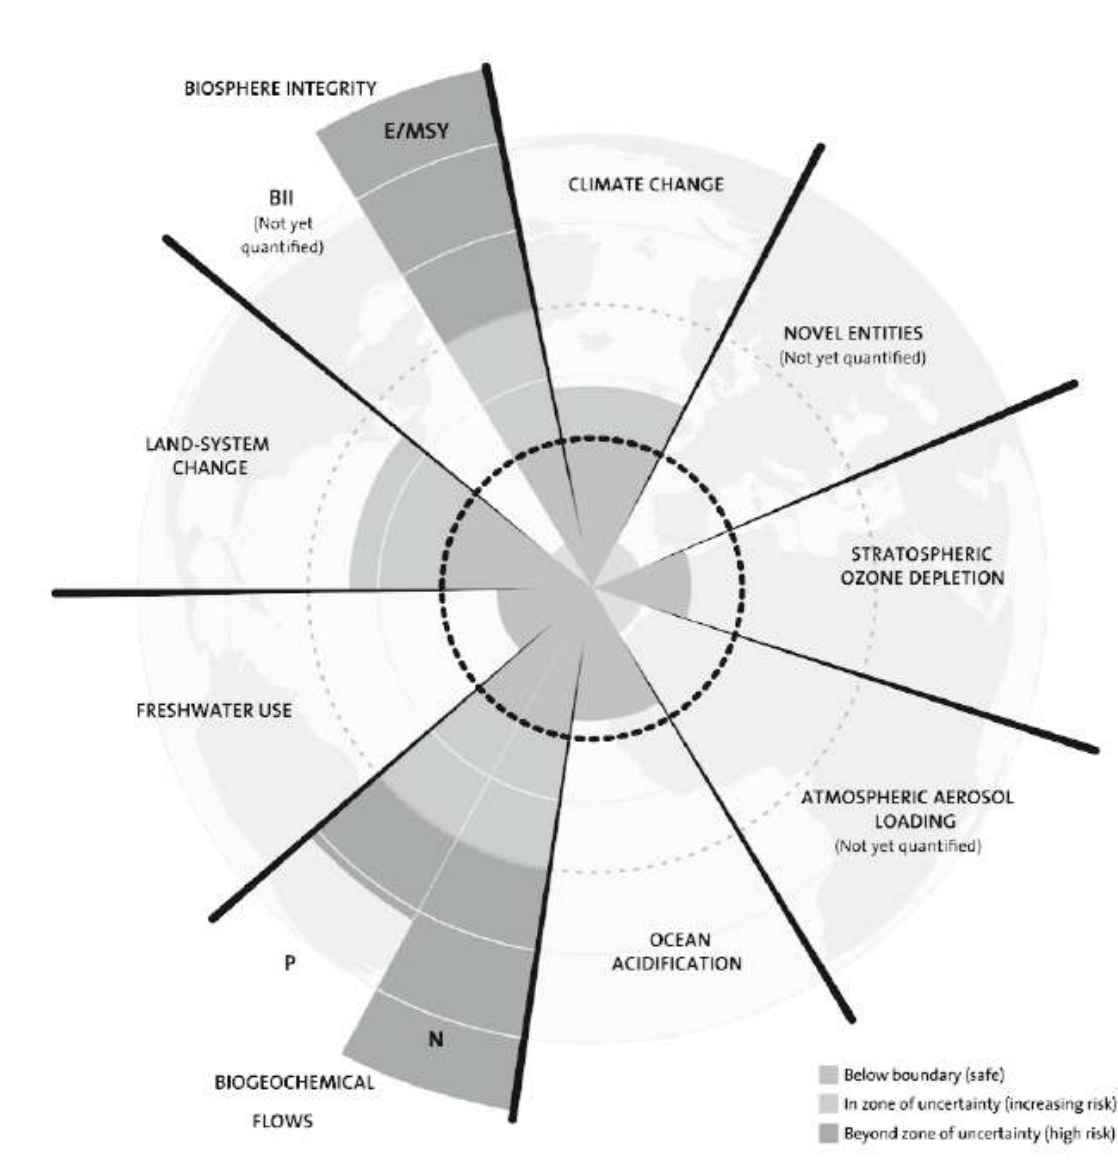 BIOSPHERE INTEGRITY
E/MSY
CLIMATE CHANGE
BII
(Not yet
quantified)
NOVEL ENTITIES
(Not yet quantified)
LAND-SYSTEM
CHANGE
STRATOSPHERIC
OZONE DEPLETION
FRESHWATER USE
ATMOSPHERIC AEROSOL
LOADING
(Not yet quantified)
OCEAN
ACIDIFICATION
P
N
BIOGEOCHEMICAL
FLOWS
Below boundary (safe)
In zone of uncertainty (increasing risk)
Beyond zone of uncertainty (high risk)